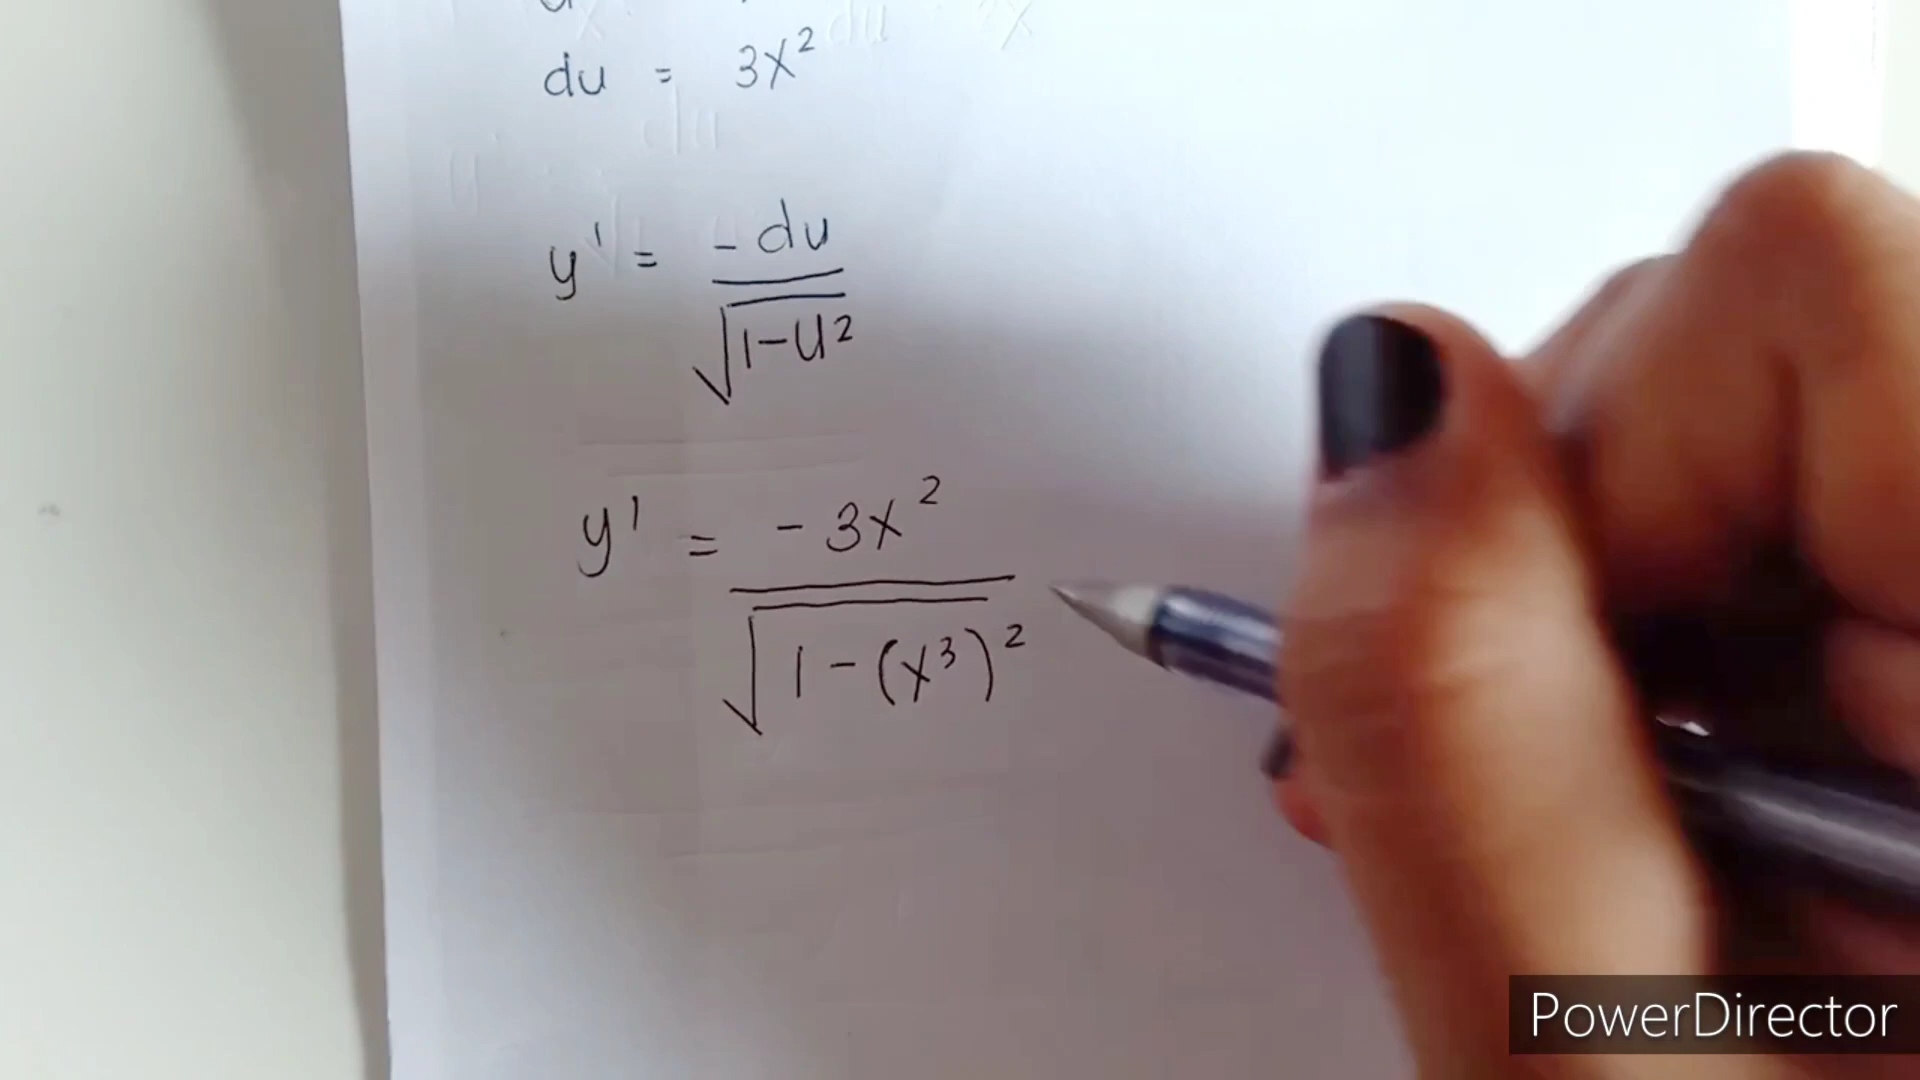 du = 3x²
y' = -du
√1-u²
y' = -3x²
√1-(x³)²
PowerDirector